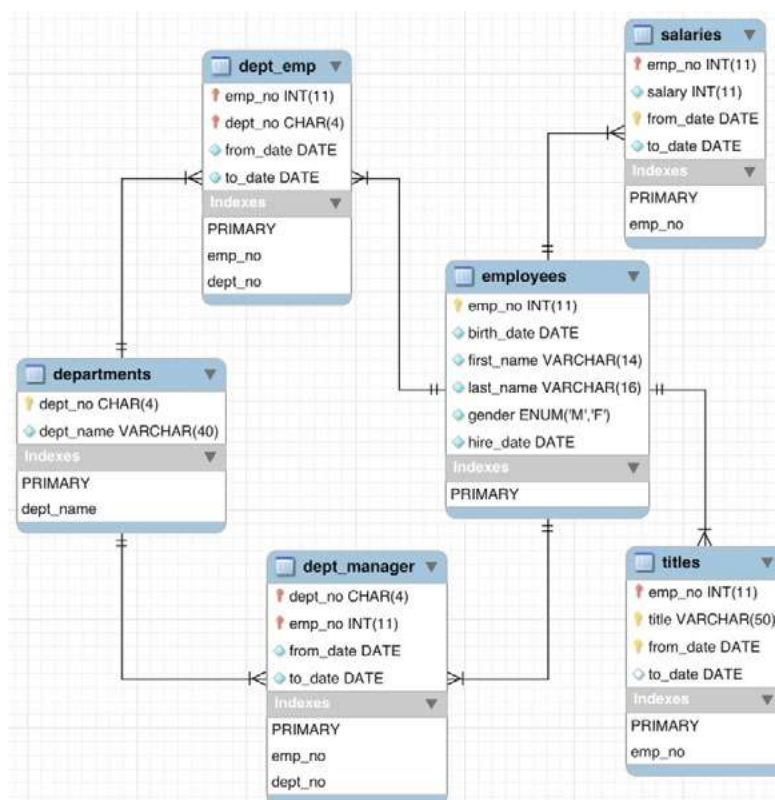 dept_emp
emp_no INT(11)
dept_no CHAR(4)
from_date DATE
to_date DATE
Indexes
PRIMARY
emp_no
dept_no
salaries
emp_no INT(11)
salary INT(11)
from_date DATE
to_date DATE
Indexes
PRIMARY
emp_no
employees
emp_no INT(11)
birth_date DATE
first_name VARCHAR(14)
last_name VARCHAR(16)
gender ENUM('M','F')
hire_date DATE
Indexes
PRIMARY
departments
dept_no CHAR(4)
dept_name VARCHAR(40)
Indexes
PRIMARY
dept_name
dept_manager
dept_no CHAR(4)
emp_no INT(11)
from_date DATE
to_date DATE
Indexes
PRIMARY
emp_no
dept_no
titles
emp_no INT(11)
title VARCHAR(50)
from_date DATE
to_date DATE
Indexes
PRIMARY
emp_no